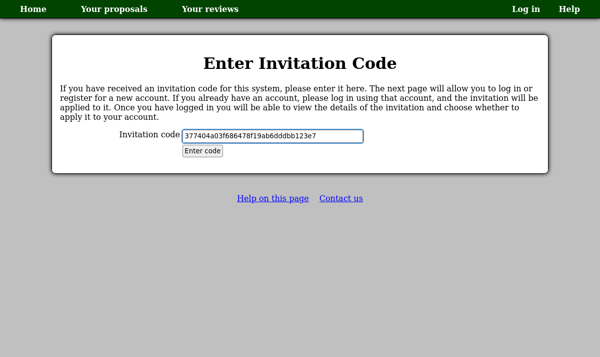 Home Your proposals Your reviews Log in Help
Enter Invitation Code
If you have received an invitation code for this system, please enter it here. The next page will allow you to log in or
register for a new account. If you already have an account, please log in using that account, and the invitation will be
applied to it. Once you have logged in you will be able to view the details of the invitation and choose whether to
apply it to your account.
Invitation code 377404a03f686478f19ab6dddbb123e7
Enter code
Help on this page Contact us